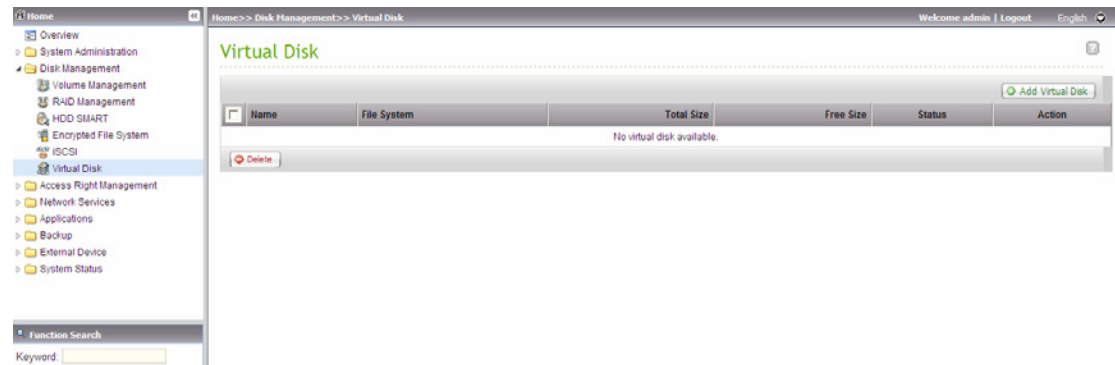 Home
Home>> Disk Management>> Virtual Disk
Welcome admin | Logout
English
Overview
System Administration
Disk Management
Volume Management
RAID Management
HDD SMART
Encrypted File System
iSCSI
Virtual Disk
Access Right Management
Network Services
Applications
Backup
External Device
System Status
Function Search
Keyword:
Virtual Disk
Add Virtual Disk
Name File System Total Size Free Size Status Action
No virtual disk available.
Delete